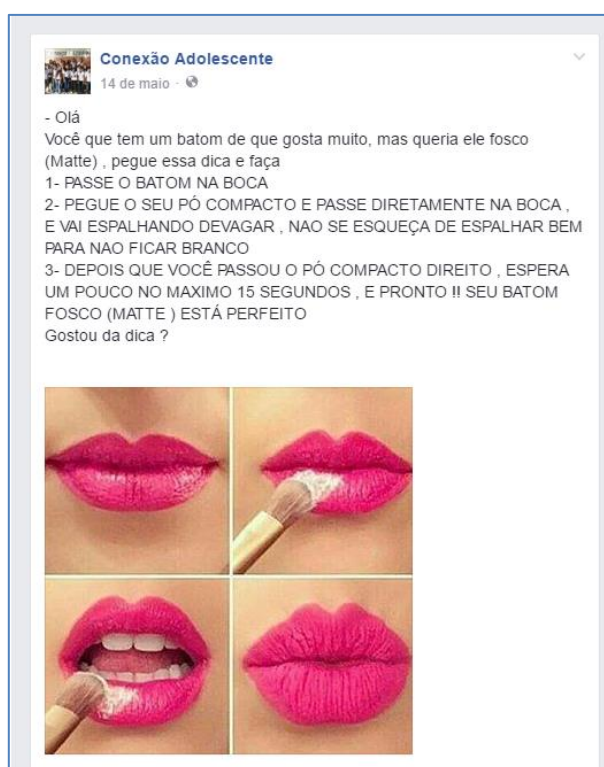 Conexão Adolescente
14 de maio ·
- Olá
Você que tem um batom de que gosta muito, mas queria ele fosco
(Matte) , pegue essa dica e faça
1- PASSE O BATOM NA BOCA
2- PEGUE O SEU PÓ COMPACTO E PASSE DIRETAMENTE NA BOCA ,
E VAI ESPALHANDO DEVAGAR , NAO SE ESQUEÇA DE ESPALHAR BEM
PARA NAO FICAR BRANCO
3- DEPOIS QUE VOCÊ PASSOU O PÓ COMPACTO DIREITO , ESPERA
UM POUCO NO MAXIMO 15 SEGUNDOS , E PRONTO !! SEU BATOM
FOSCO (MATTE ) ESTÁ PERFEITO
Gostou da dica ?